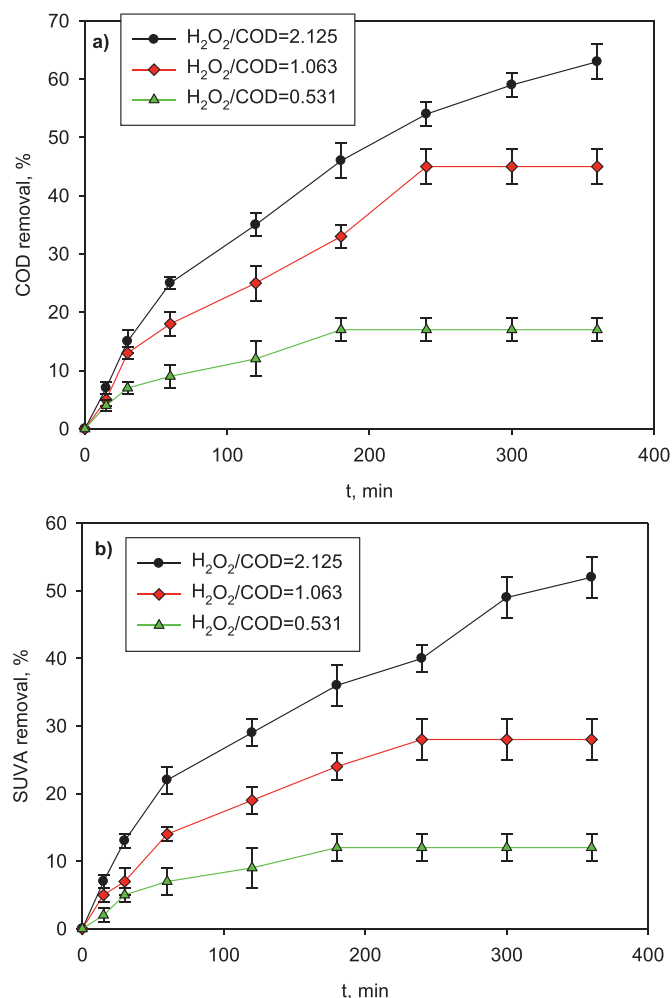 a)
H₂O₂/COD=2.125
H₂O₂/COD=1.063
H₂O₂/COD=0.531
COD removal, %
70
60
50
40
30
20
10
0
0 100 200 300 400
t, min
b)
H₂O₂/COD=2.125
H₂O₂/COD=1.063
H₂O₂/COD=0.531
SUVA removal, %
60
50
40
30
20
10
0
0 100 200 300 400
t, min